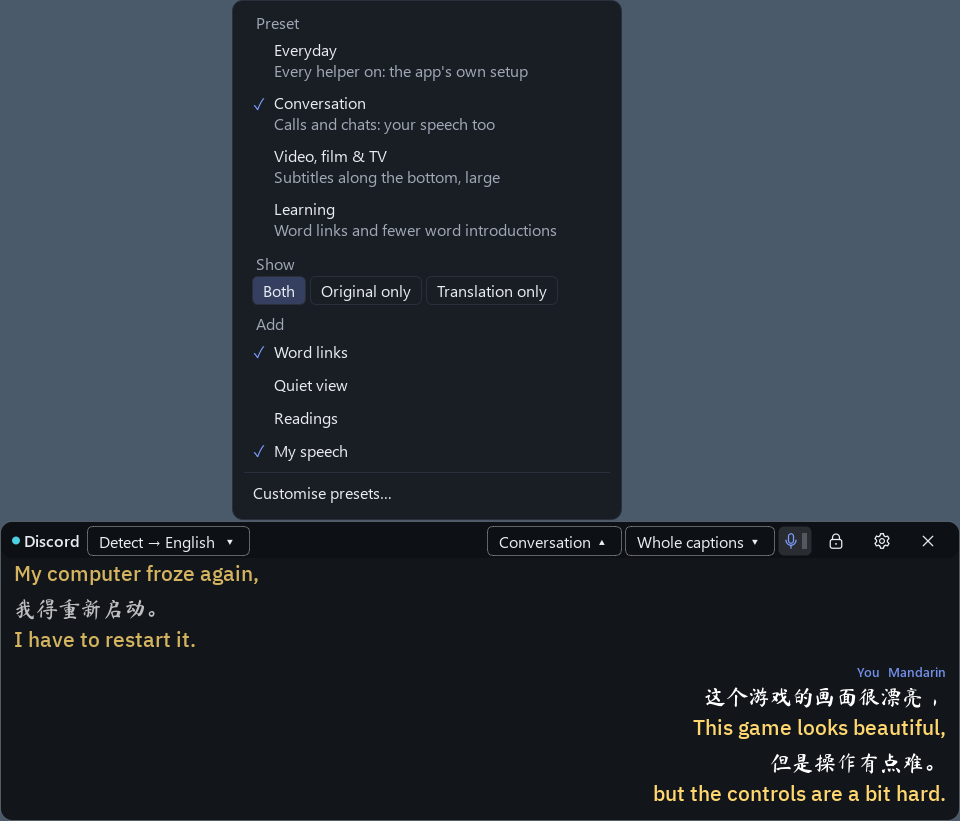 Preset
Everyday
Every helper on: the app's own setup
✓ Conversation
Calls and chats: your speech too
Video, film & TV
Subtitles along the bottom, large
Learning
Word links and fewer word introductions
Show
Both Original only Translation only
Add
✓ Word links
Quiet view
Readings
✓ My speech
Customise presets...
Discord Detect → English ▾ Conversation ▴ Whole captions ▾
My computer froze again,
我得重新启动。
I have to restart it.
You Mandarin
这个游戏的画面很漂亮，
This game looks beautiful,
但是操作有点难。
but the controls are a bit hard.